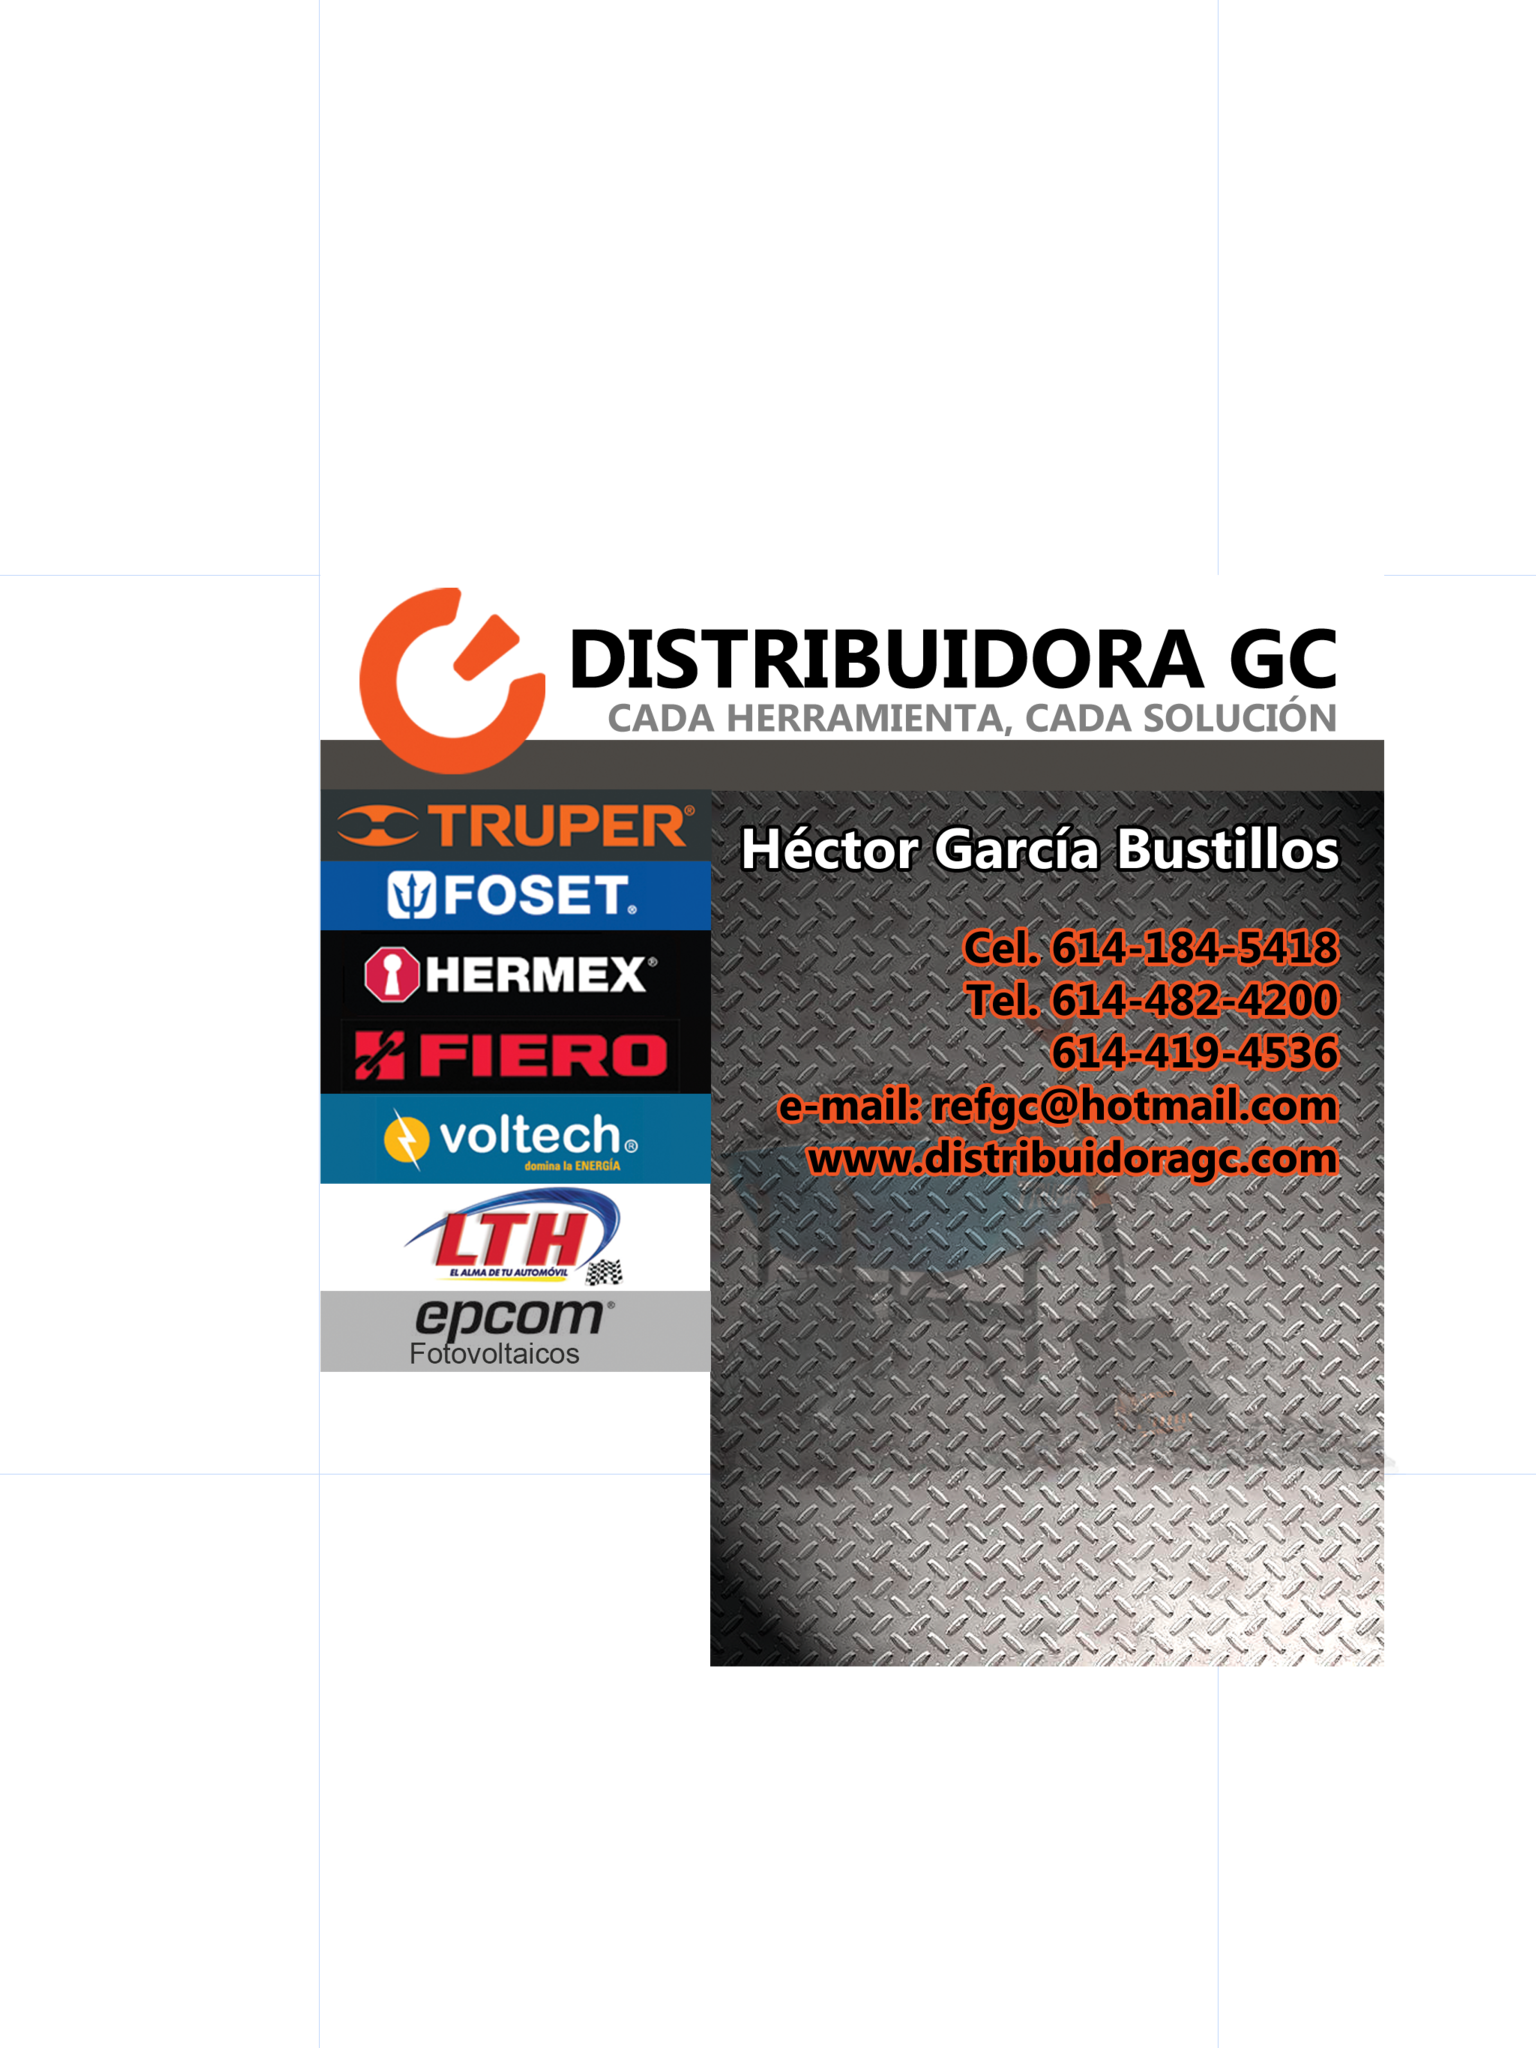 DISTRIBUIDORA GC
CADA HERRAMIENTA, CADA SOLUCIÓN
TRUPER®
FOSET®
HERMEX®
FIERO
voltech®
domina la ENERGÍA
LTH
EL ALMA DE TU AUTOMÓVIL
epcom®
Fotovoltaicos
Héctor García Bustillos
Cel. 614-184-5418
Tel. 614-482-4200
614-419-4536
e-mail: refgc@hotmail.com
www.distribuidoragc.com